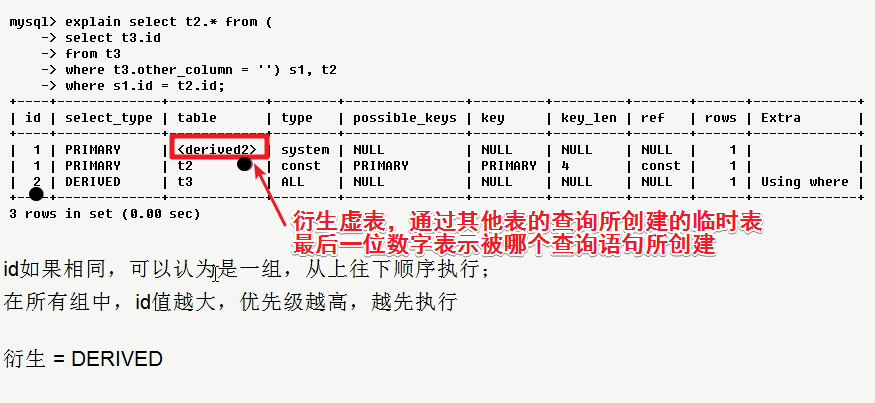 mysql> explain select t2.* from (
-> select t3.id
-> from t3
-> where t3.other_column = '') s1, t2
-> where s1.id = t2.id;
+----+-------------+------------+--------+---------------+---------+---------+-------+------+-------------+
| id | select_type | table | type | possible_keys | key | key_len | ref | rows | Extra |
+----+-------------+------------+--------+---------------+---------+---------+-------+------+-------------+
| 1 | PRIMARY | <derived2> | system | NULL | NULL | NULL | NULL | 1 | |
| 1 | PRIMARY | t2 | const | PRIMARY | PRIMARY | 4 | const | 1 | |
| 2 | DERIVED | t3 | ALL | NULL | NULL | NULL | NULL | 1 | Using where |
+----+-------------+------------+--------+---------------+---------+---------+-------+------+-------------+
3 rows in set (0.00 sec)
衍生虚表，通过其他表的查询所创建的临时表
最后一位数字表示被哪个查询语句所创建
id如果相同，可以认为是一组，从上往下顺序执行；
在所有组中，id值越大，优先级越高，越先执行
衍生 = DERIVED